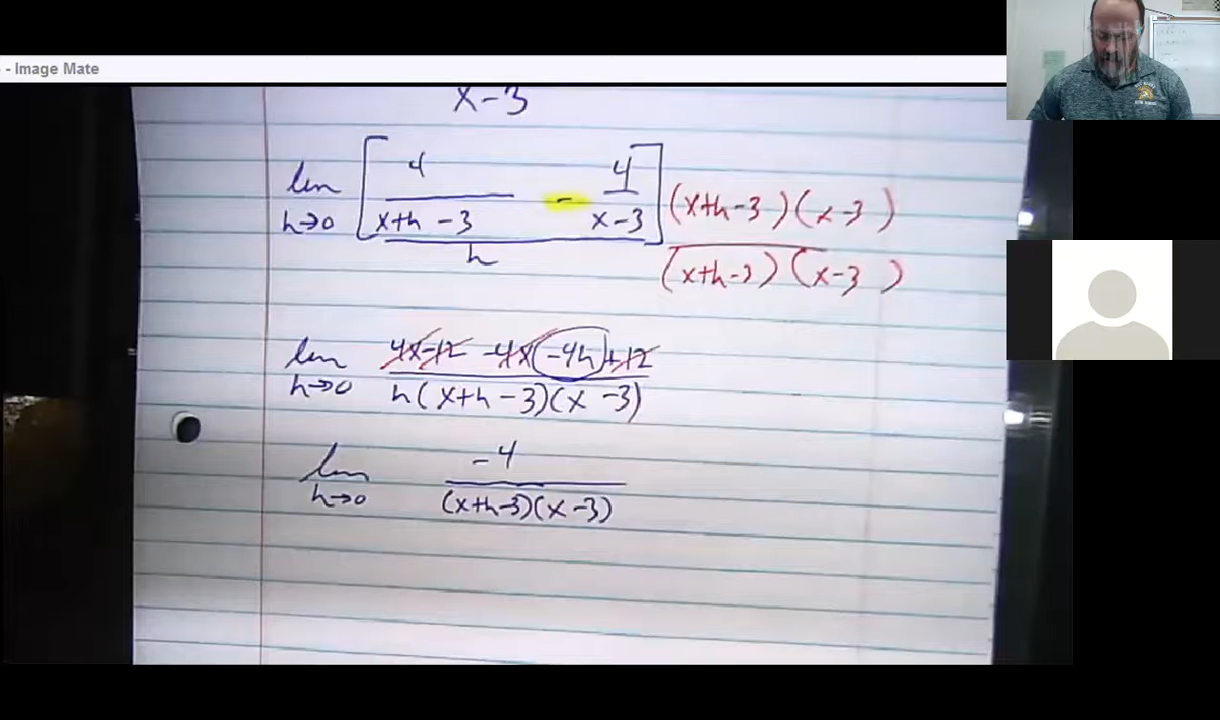 - Image Mate
x-3
lim h→0 [4/(x+h-3) - 4/(x-3)]/h (x+h-3)(x-3)/(x+h-3)(x-3)
lim h→0 4x-12 -4x-4h+12/h(x+h-3)(x-3)
lim h→0 -4/(x+h-3)(x-3)